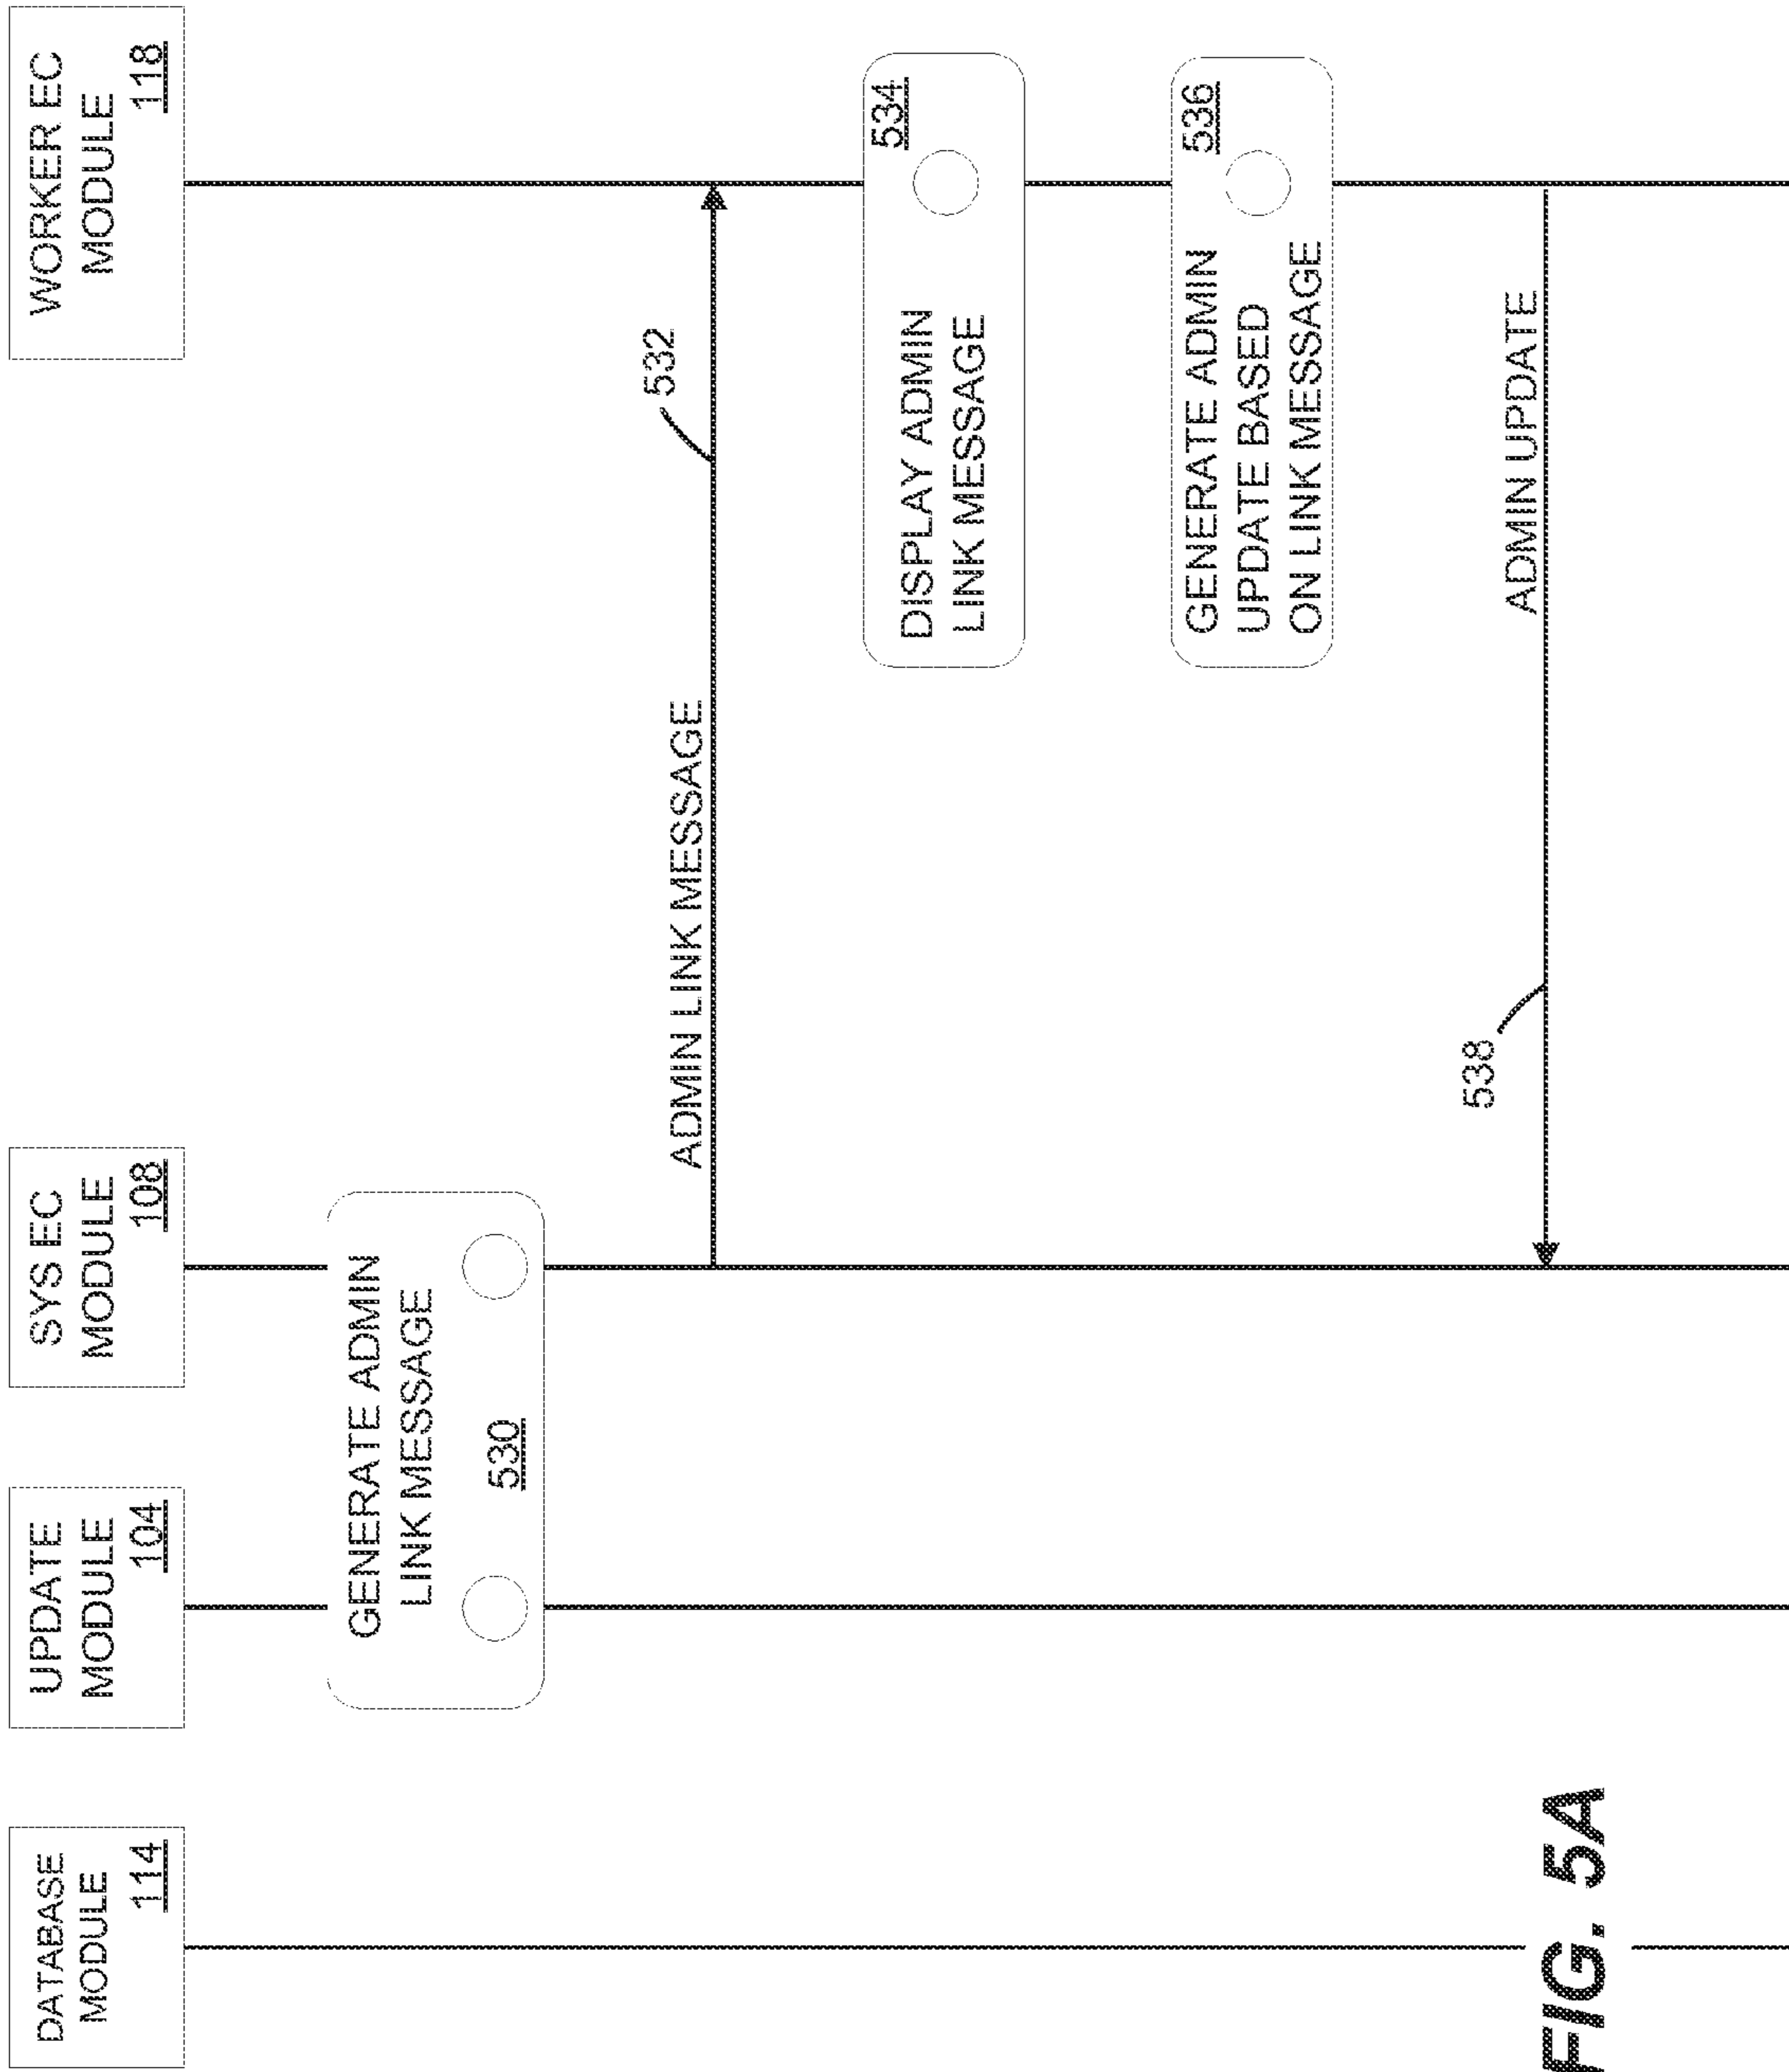 DATABASE
MODULE
114
UPDATE
MODULE
104
SYS EC
MODULE
108
WORKER EC
MODULE
118
GENERATE ADMIN
LINK MESSAGE
530
ADMIN LINK MESSAGE
532
DISPLAY ADMIN
LINK MESSAGE
534
GENERATE ADMIN
UPDATE BASED
ON LINK MESSAGE
536
538
ADMIN UPDATE
FIG. 5A